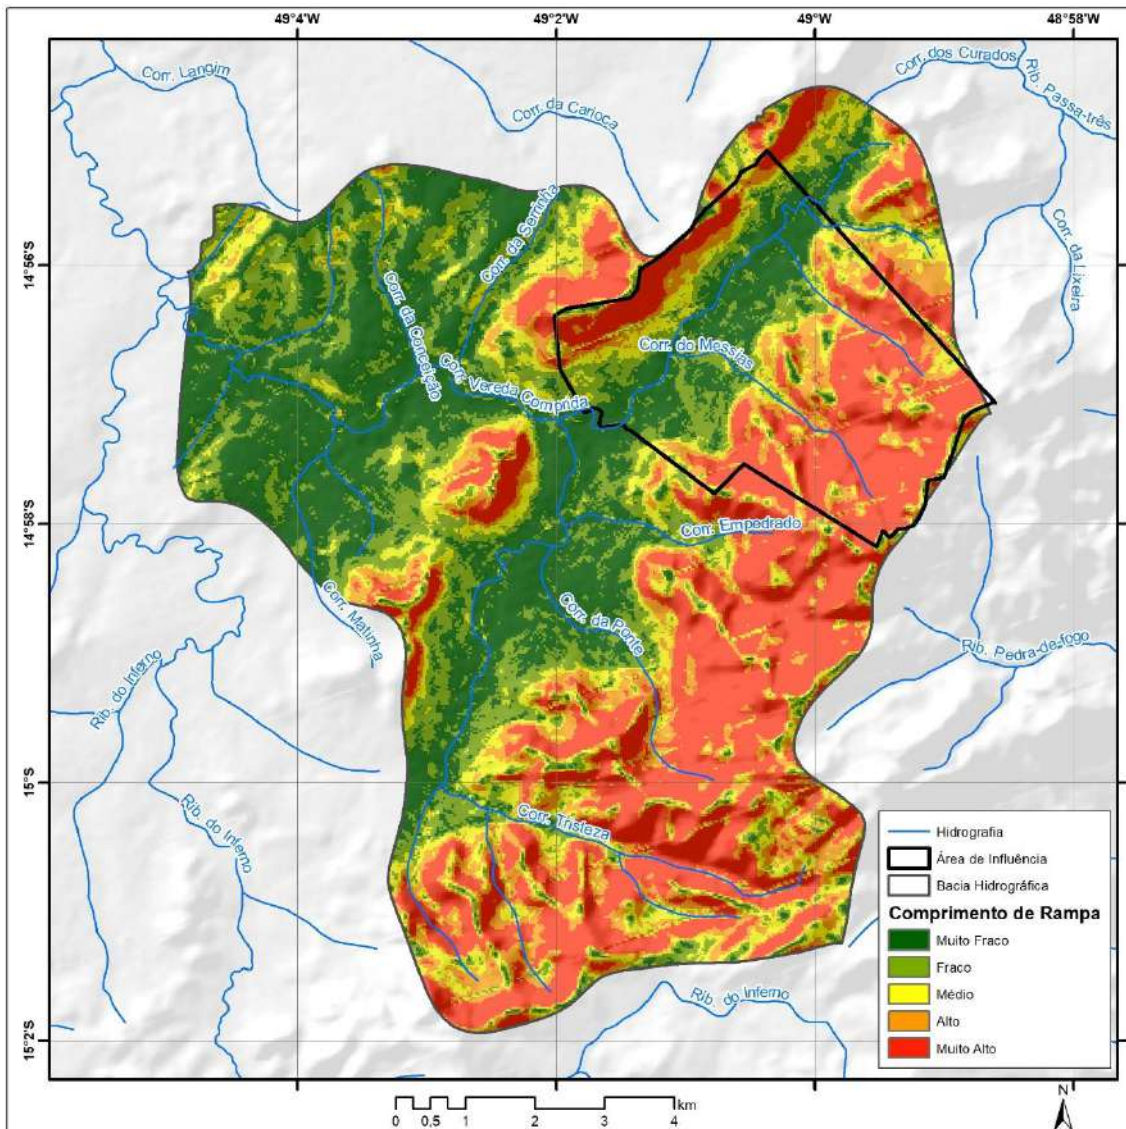 49°4'W
49°2'W
49°W
48°58'W
Corr. Langim
Corr. da Carioca
Corr. dos Curados
Rib. Passa-três
Corr. da Lixeira
14°56'S
Corr. da Serrinha
Corr. da Conceição
Corr. Vereda Comprida
Corr. do Messias
14°58'S
Corr. Empedrado
Corr. Matinha
Corr. da Ponte
Rib. do Inferno
Rib. Pedra-de-fogo
15°S
Rib. do Inferno
Corr. Tristeza
Rib. do Inferno
15°2'S
Hidrografia
Área de Influência
Bacia Hidrográfica
Comprimento de Rampa
Muito Fraco
Fraco
Médio
Alto
Muito Alto
km
0 0,5 1 2 3 4
N